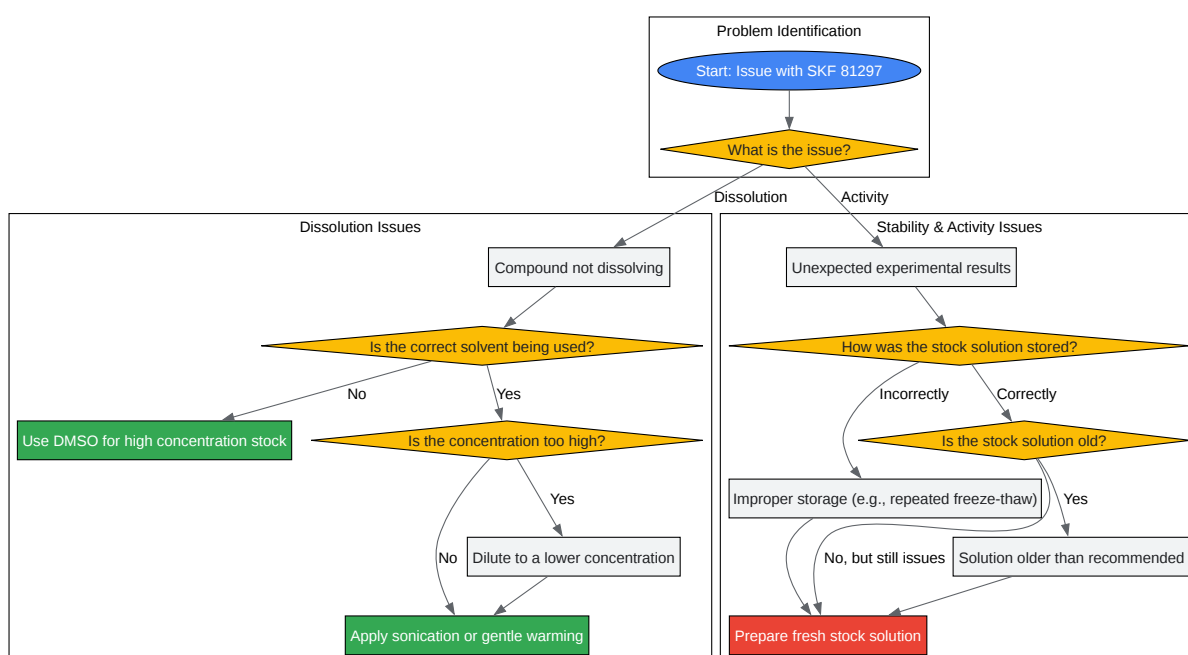 Problem Identification
Start: Issue with SKF 81297
What is the issue?
Dissolution
Activity
Dissolution Issues
Compound not dissolving
Is the correct solvent being used?
No
Yes
Use DMSO for high concentration stock
Is the concentration too high?
Yes
No
Dilute to a lower concentration
Apply sonication or gentle warming
Stability & Activity Issues
Unexpected experimental results
How was the stock solution stored?
Incorrectly
Correctly
Is the stock solution old?
Improper storage (e.g., repeated freeze-thaw)
Yes
No, but still issues
Solution older than recommended
Prepare fresh stock solution